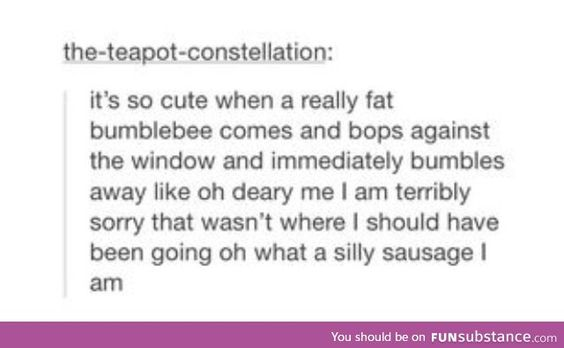 the-teapot-constellation:
it's so cute when a really fat
bumblebee comes and bops against
the window and immediately bumbles
away like oh deary me I am terribly
sorry that wasn't where I should have
been going oh what a silly sausage I
am
You should be on FUNsubstance.com